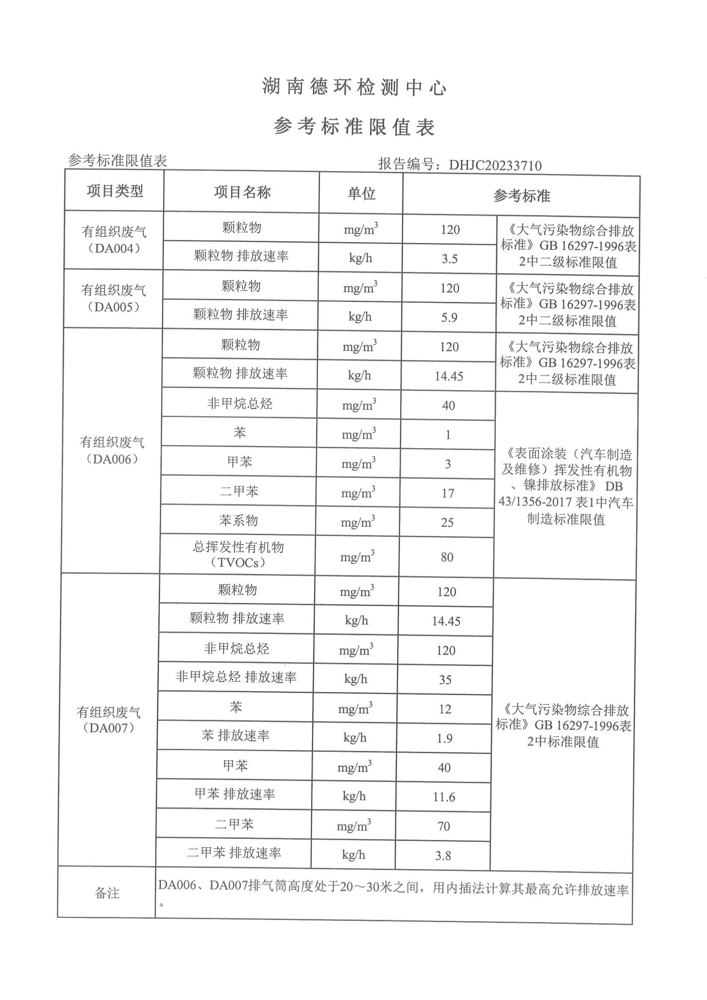 湖南德环检测中心
参考标准限值表
参考标准限值表 报告编号：DHJC20233710
项目类型 项目名称 单位 参考标准
有组织废气
（DA004）
颗粒物 mg/m³ 120
颗粒物 排放速率 kg/h 3.5
《大气污染物综合排放
标准》GB 16297-1996表
2中二级标准限值
有组织废气
（DA005）
颗粒物 mg/m³ 120
颗粒物 排放速率 kg/h 5.9
《大气污染物综合排放
标准》GB 16297-1996表
2中二级标准限值
有组织废气
（DA006）
颗粒物 mg/m³ 120
颗粒物 排放速率 kg/h 14.45
《大气污染物综合排放
标准》GB 16297-1996表
2中二级标准限值
非甲烷总烃 mg/m³ 40
苯 mg/m³ 1
甲苯 mg/m³ 3
二甲苯 mg/m³ 17
苯系物 mg/m³ 25
总挥发性有机物
（TVOCs）
mg/m³ 80
《表面涂装（汽车制造
及维修）挥发性有机物
、镍排放标准》 DB
43/1356-2017 表1中汽车
制造标准限值
有组织废气
（DA007）
颗粒物 mg/m³ 120
颗粒物 排放速率 kg/h 14.45
非甲烷总烃 mg/m³ 120
非甲烷总烃 排放速率 kg/h 35
苯 mg/m³ 12
苯 排放速率 kg/h 1.9
甲苯 mg/m³ 40
甲苯 排放速率 kg/h 11.6
二甲苯 mg/m³ 70
二甲苯 排放速率 kg/h 3.8
《大气污染物综合排放
标准》GB 16297-1996表
2中标准限值
备注
DA006、DA007排气筒高度处于20～30米之间，用内插法计算其最高允许排放速率
。